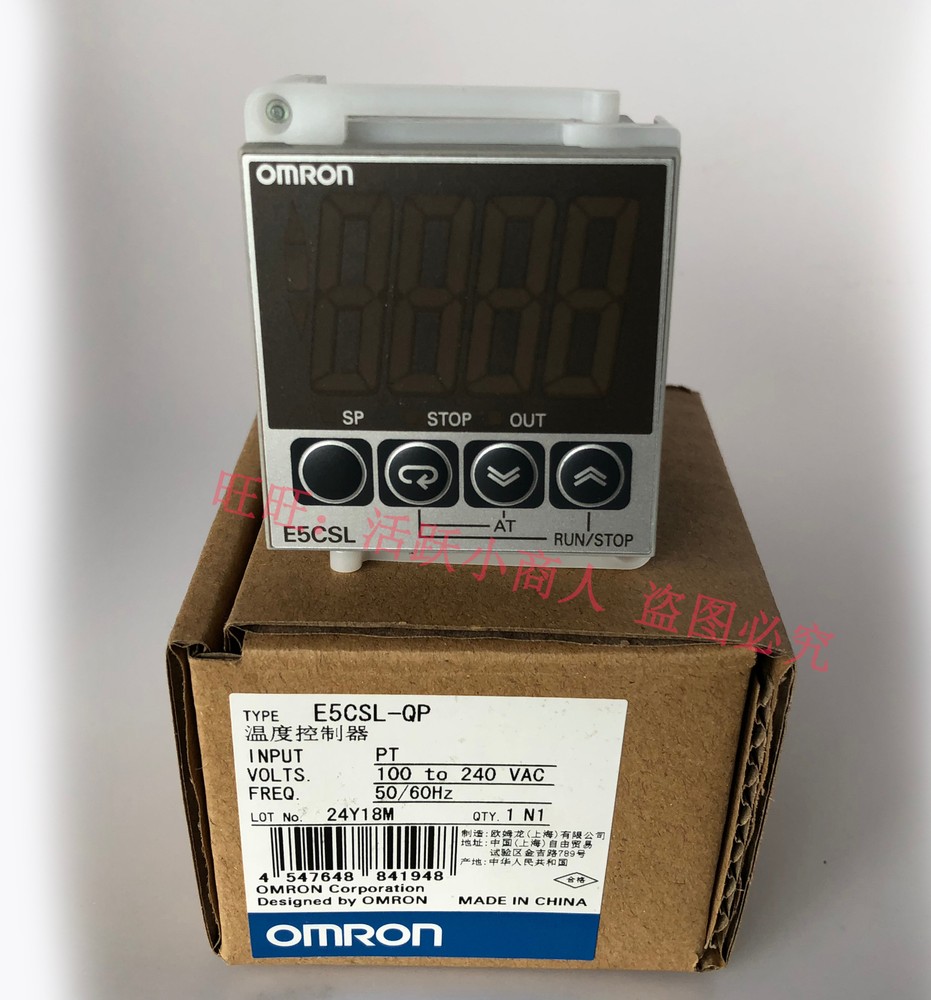 OMRON
SP STOP OUT
AT
E5CSL RUN/STOP
旺旺：活跃小商人 盗图必究
TYPE E5CSL-QP
温度控制器
INPUT PT
VOLTS. 100 to 240 VAC
FREQ. 50/60Hz
LOT No. 24Y18M QTY. 1 N1
制造: 欧姆龙(上海)有限公司
地址: 中国(上海)自由贸易
试验区金吉路789号
产地: 中华人民共和国
4 547648 841948
合格
OMRON Corporation
Designed by OMRON MADE IN CHINA
OMRON